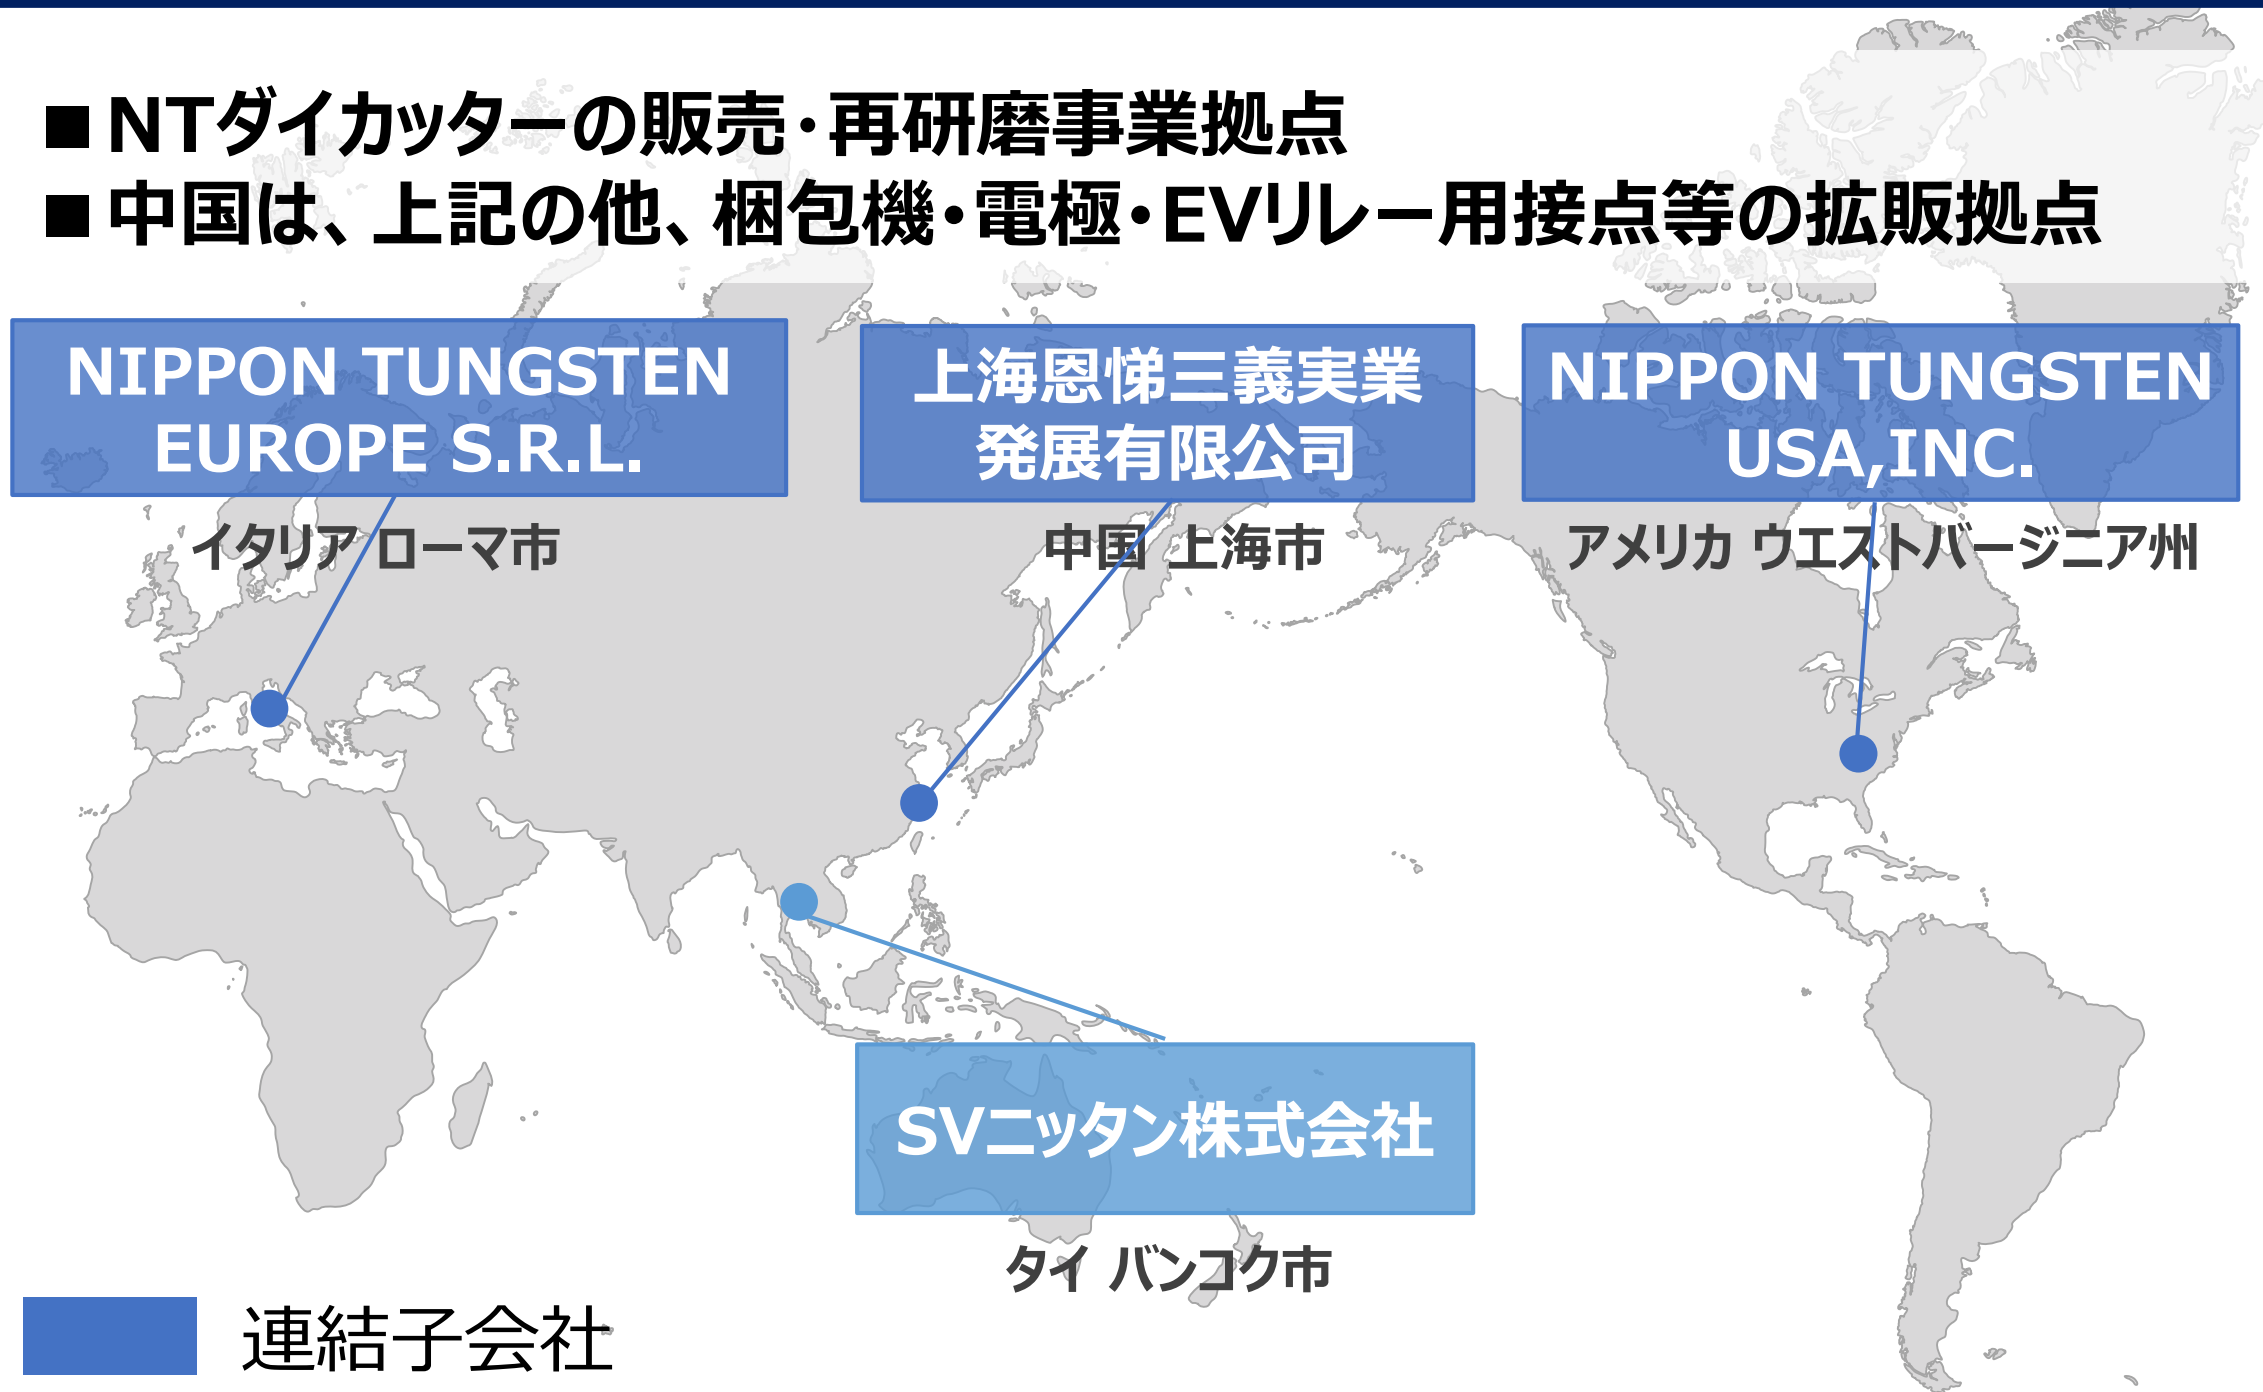 ■NTダイカッターの販売・再研磨事業拠点
■中国は、上記の他、梱包機・電極・EVリレー用接点等の拡販拠点
NIPPON TUNGSTEN
EUROPE S.R.L.
イタリア ローマ市
上海恩悌三義実業
発展有限公司
中国 上海市
NIPPON TUNGSTEN
USA,INC.
アメリカ ウエストバージニア州
SVニッタン株式会社
タイ バンコク市
連結子会社